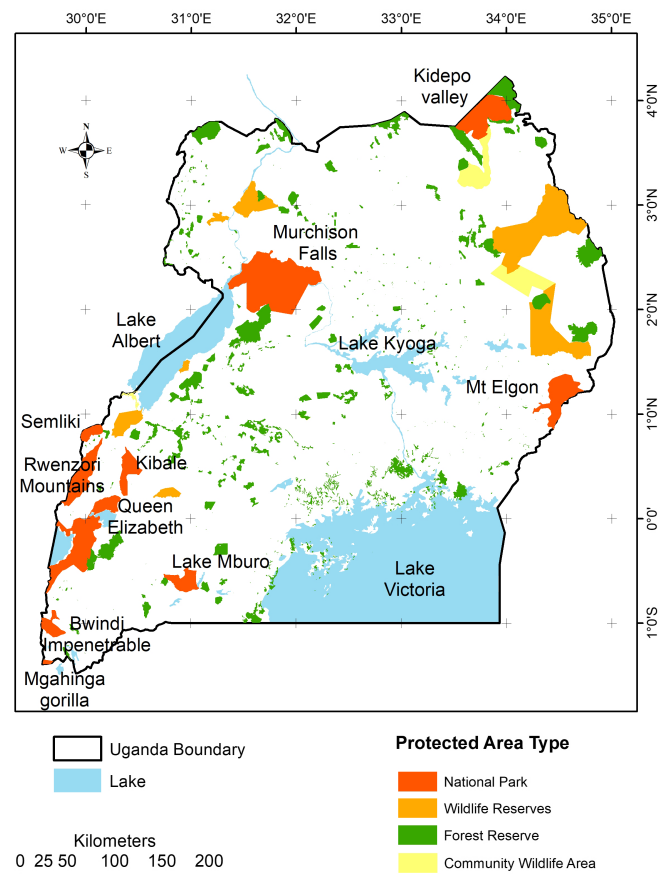 30°0'E 31°0'E 32°0'E 33°0'E 34°0'E 35°0'E
Kidepo
valley
4°0'N
N
W E
S
3°0'N
Murchison
Falls
2°0'N
Lake
Albert
Lake Kyoga
Mt Elgon
1°0'N
Semliki
Rwenzori
Mountains
Kibale
Queen
Elizabeth
0°0'
Lake Mburo
Lake
Victoria
1°0'S
Bwindi
Impenetrable
Mgahinga
gorilla
Uganda Boundary
Lake
Protected Area Type
National Park
Wildlife Reserves
Forest Reserve
Community Wildlife Area
Kilometers
0 25 50 100 150 200